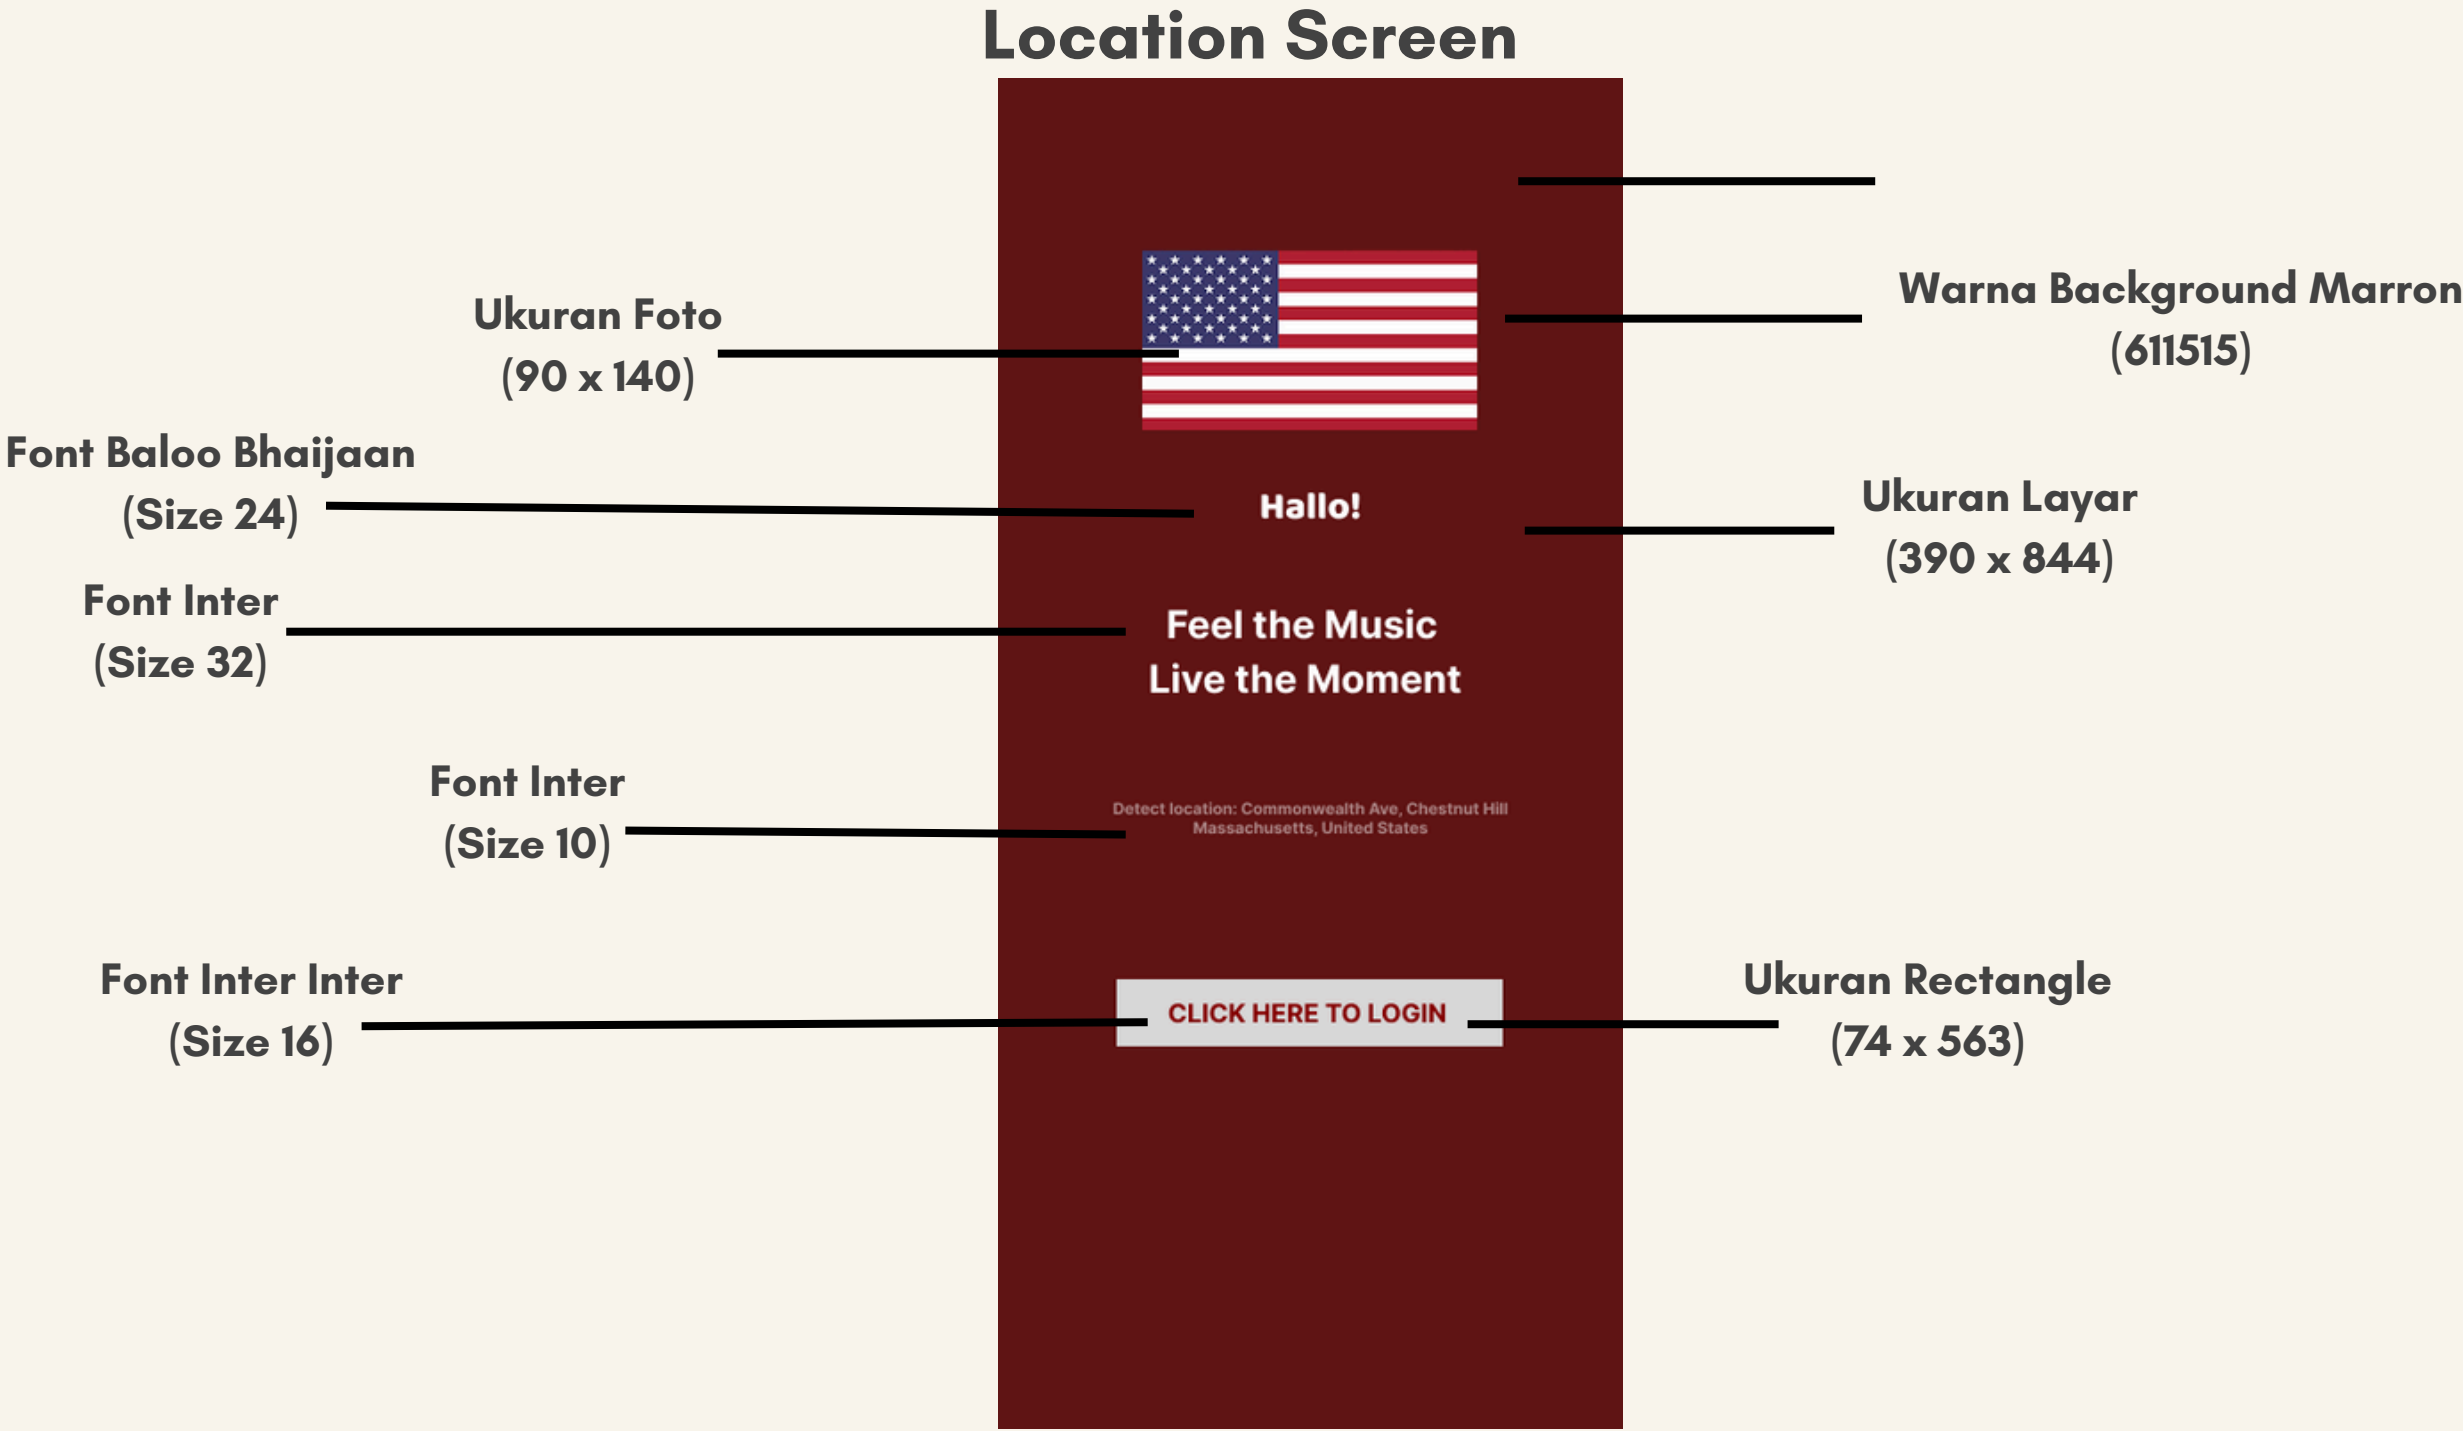 Location Screen
Ukuran Foto
(90 x 140)
Font Baloo Bhaijaan
(Size 24)
Font Inter
(Size 32)
Font Inter
(Size 10)
Font Inter Inter
(Size 16)
Hallo!
Feel the Music
Live the Moment
Detect location: Commonwealth Ave, Chestnut Hill
Massachusetts, United States
CLICK HERE TO LOGIN
Warna Background Marron
(611515)
Ukuran Layar
(390 x 844)
Ukuran Rectangle
(74 x 563)